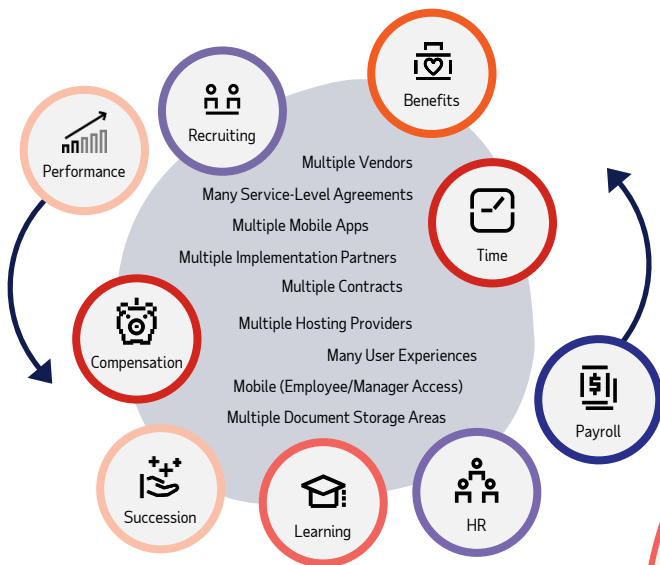 Benefits
Recruiting
Performance
Multiple Vendors
Many Service-Level Agreements
Multiple Mobile Apps
Time
Multiple Implementation Partners
Multiple Contracts
Multiple Hosting Providers
Many User Experiences
Compensation
Mobile (Employee/Manager Access)
Multiple Document Storage Areas
$
Payroll
Succession
Learning
HR